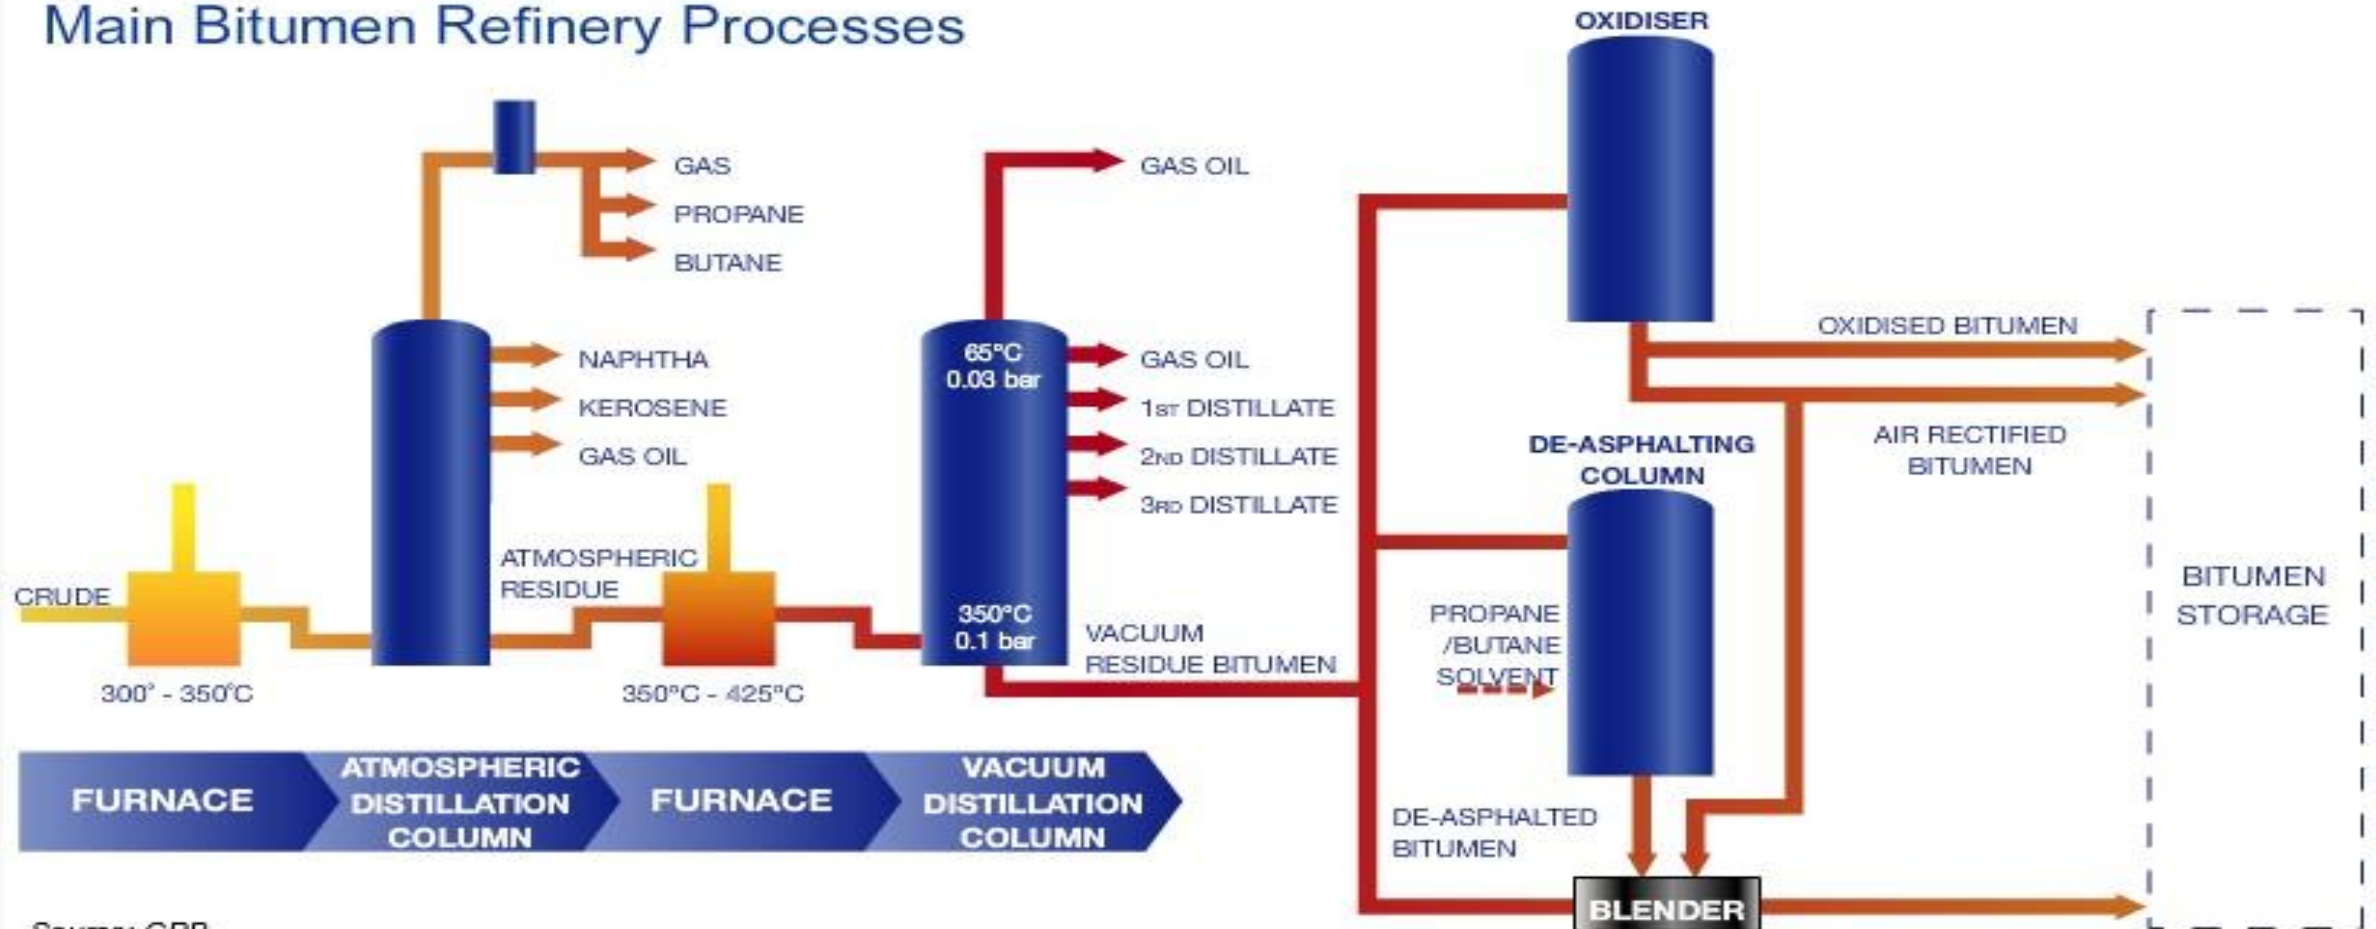 Main Bitumen Refinery Processes
OXIDISER
GAS
PROPANE
BUTANE
GAS OIL
NAPHTHA
KEROSENE
GAS OIL
65°C
0.03 bar
GAS OIL
1ST DISTILLATE
2ND DISTILLATE
3RD DISTILLATE
OXIDISED BITUMEN
AIR RECTIFIED
BITUMEN
DE-ASPHALTING
COLUMN
CRUDE
ATMOSPHERIC
RESIDUE
350°C
0.1 bar
VACUUM
RESIDUE BITUMEN
PROPANE
/BUTANE
SOLVENT
BITUMEN
STORAGE
300° - 350°C
350°C - 425°C
FURNACE
ATMOSPHERIC
DISTILLATION
COLUMN
FURNACE
VACUUM
DISTILLATION
COLUMN
DE-ASPHALTED
BITUMEN
BLENDER